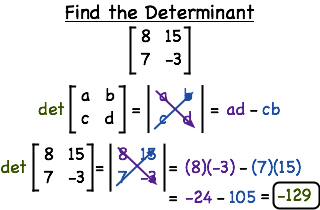 Find the Determinant
8 15
7 -3
det [a b; c d] = |a b; c d| = ad - cb
det [8 15; 7 -3] = |8 15; 7 -3| = (8)(-3) - (7)(15)
= -24 - 105 = -129